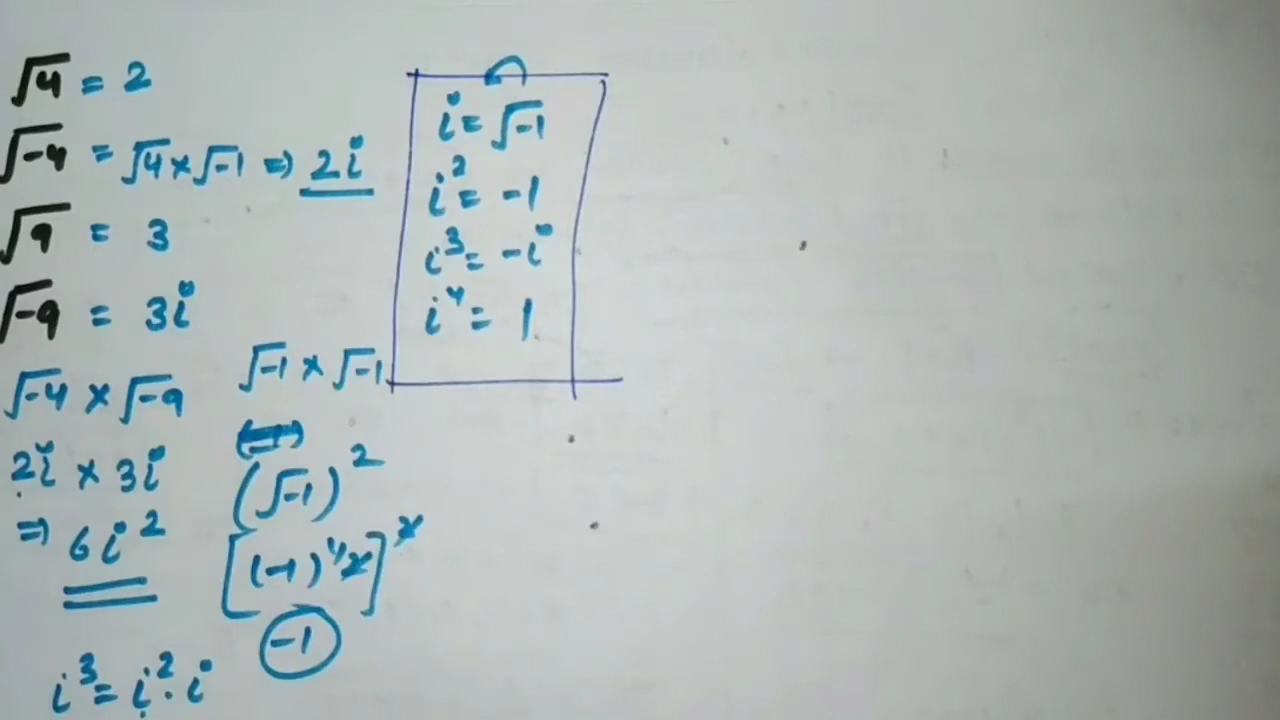 √4 = 2
√-4 = √4 × √-1 => 2i
√9 = 3
√-9 = 3i
√-4 × √-9
2i × 3i
=> 6i²
i³ = i² · i
√-1 × √-1
(√-1)²
[(-1)^1/2]^2
-1
i = √-1
i² = -1
i³ = -i
i⁴ = 1